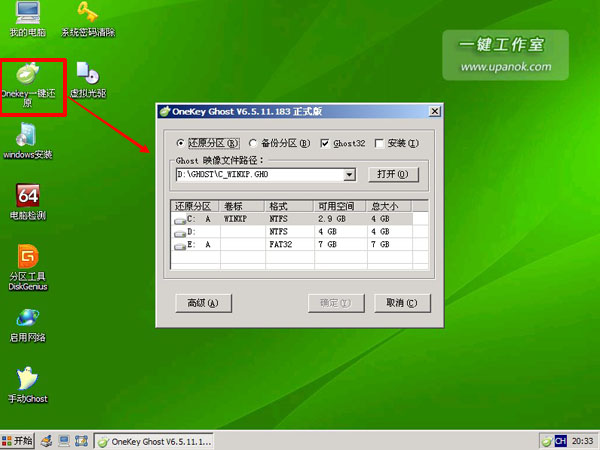 我的电脑
系统密码清除
一键工作室
www.upanok.com
Onekey一键还
原
虚拟光驱
windows安装
64
电脑检测
分区工具
DiskGenius
启用网络
手动Ghost
OneKey Ghost V6.5.11.183 正式版
还原分区(R)
备份分区(B)
Ghost32
安装(I)
Ghost 映像文件路径：
D:\GHOST\C_WINXP.GHO
打开(O)
还原分区 卷标 格式 可用空间 总大小
C: A WINXP NTFS 2.9 GB 4 GB
D: NTFS 4 GB 4 GB
E: A FAT32 7 GB 7 GB
高级(A)
确定(Y)
取消(C)
开始
OneKey Ghost V6.5.11.1...
CH
20:33